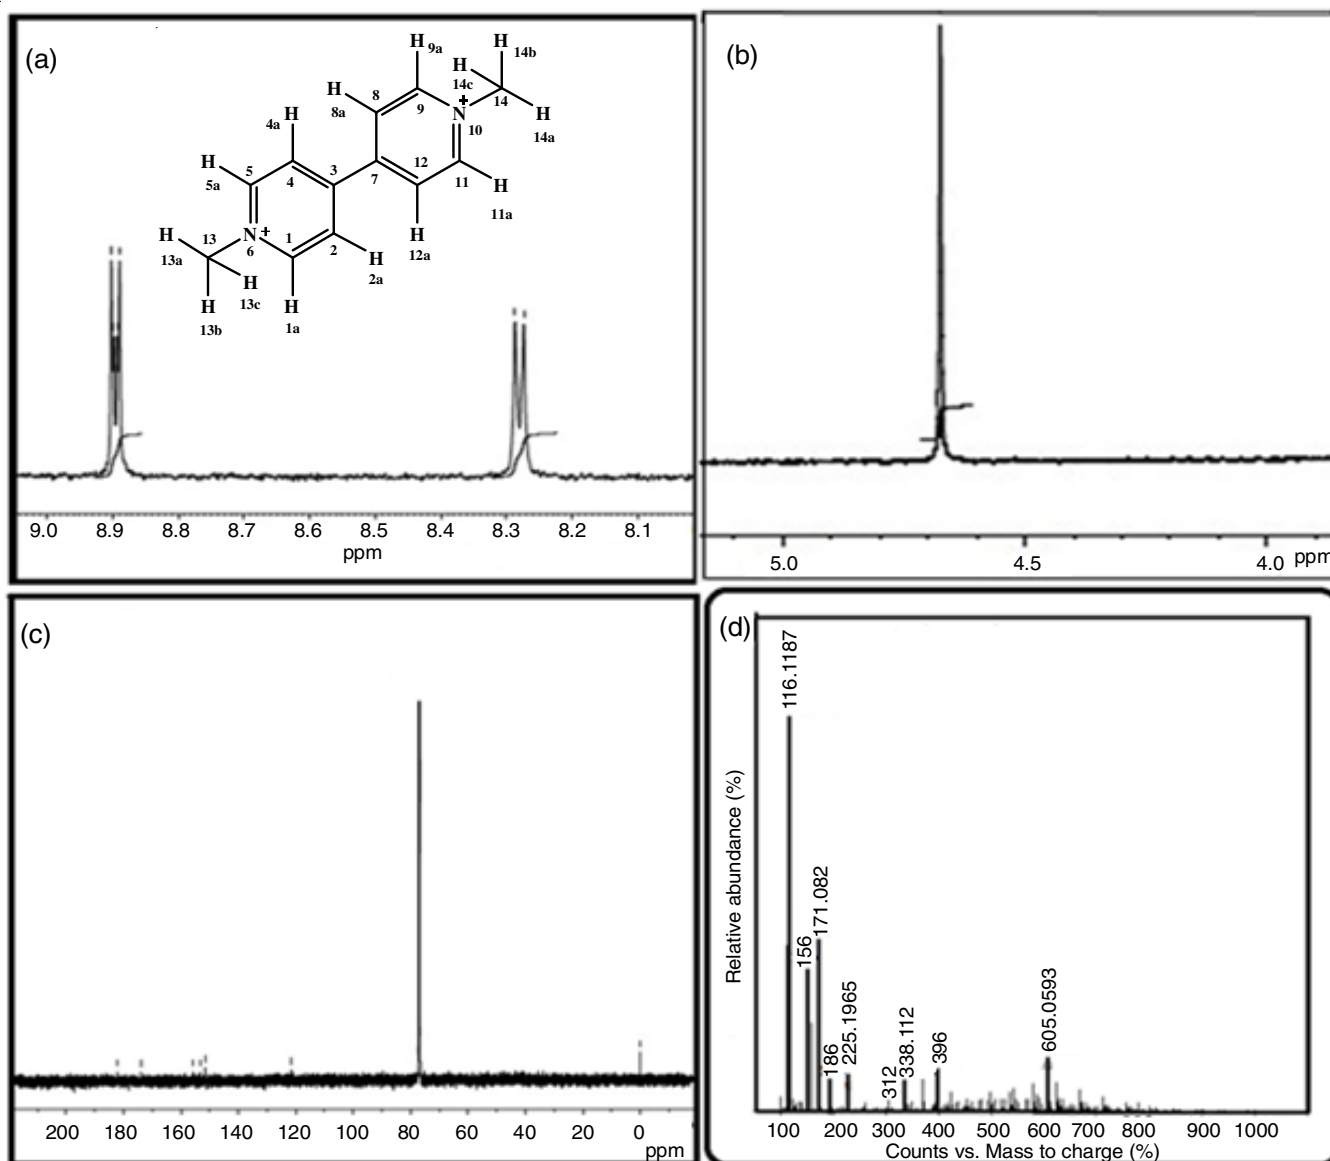 (a)
H
9a
H
14b
H
14c
14
H
14a
H
8a
8
9
+
N
10
H
4a
12
11
H
11a
H
5a
5
4
3
7
H
12a
H
13a
13
N
+
6
1
2
H
2a
H
13c
H
13b
H
1a
9.0 8.9 8.8 8.7 8.6 8.5 8.4 8.3 8.2 8.1
ppm
(b)
5.0 4.5 4.0 ppm
(c)
200 180 160 140 120 100 80 60 40 20 0
ppm
(d)
Relative abundance (%)
116.1187
156
171.082
186
225.1965
312
338.112
396
605.0593
100 200 300 400 500 600 700 800 900 1000
Counts vs. Mass to charge (%)